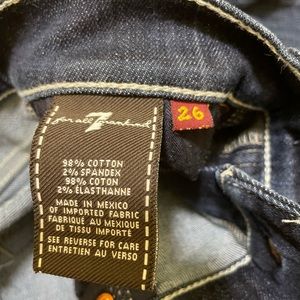 7
for all mankind
26
98% COTTON
2% SPANDEX
98% COTON
2% ELASTHANNE
MADE IN MEXICO
OF IMPORTED FABRIC
FABRIQUE AU MEXIQUE
DE TISSU IMPORTÉ
SEE REVERSE FOR CARE
ENTRETIEN AU VERSO